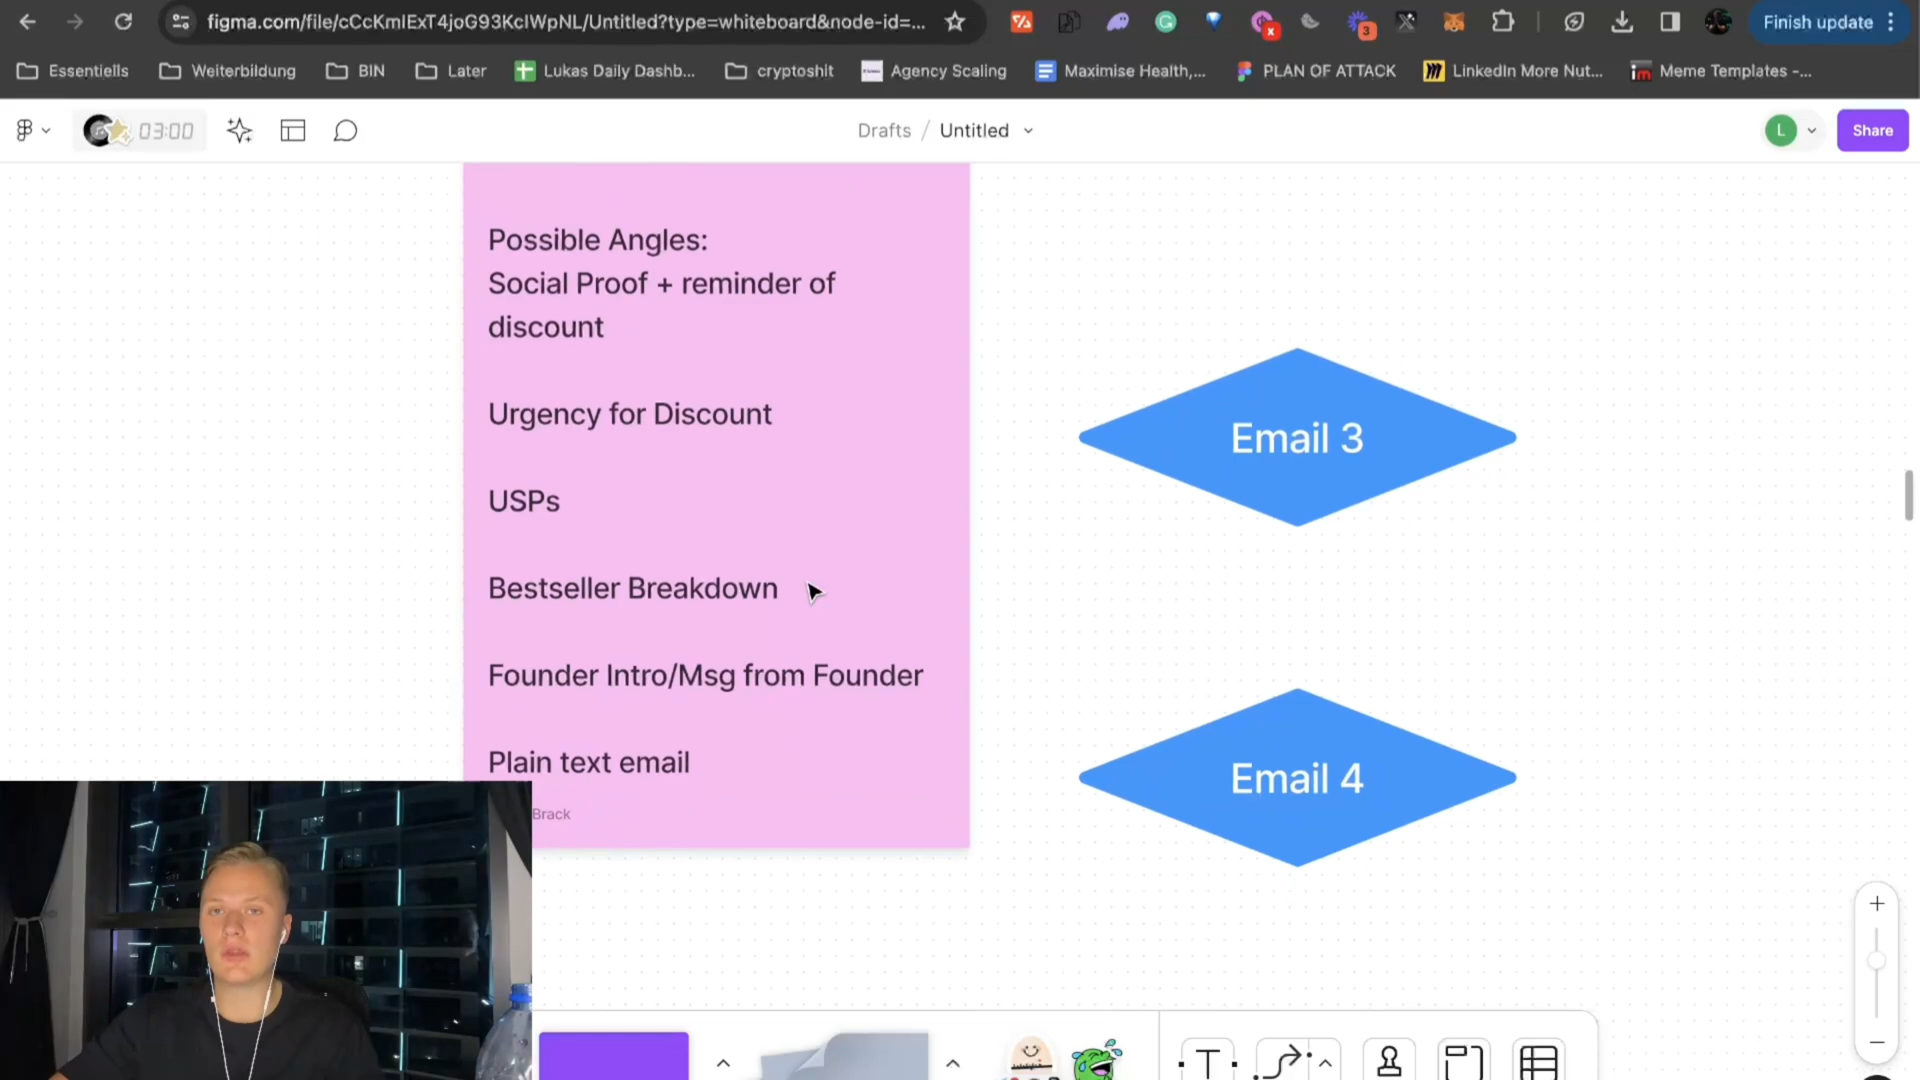 figma.com/file/cCcKmlExT4joG93KclWpNL/Untitled?type=whiteboard&node-id=...
3
Finish update
Essentiells
Weiterbildung
BIN
Later
Lukas Daily Dashb...
cryptoshit
Agency Scaling
Maximise Health,...
PLAN OF ATTACK
LinkedIn More Nut...
Meme Templates -...
03:00
Drafts / Untitled
L
Share
Possible Angles:
Social Proof + reminder of
discount
Urgency for Discount
USPs
Bestseller Breakdown
Founder Intro/Msg from Founder
Plain text email
Brack
Email 3
Email 4